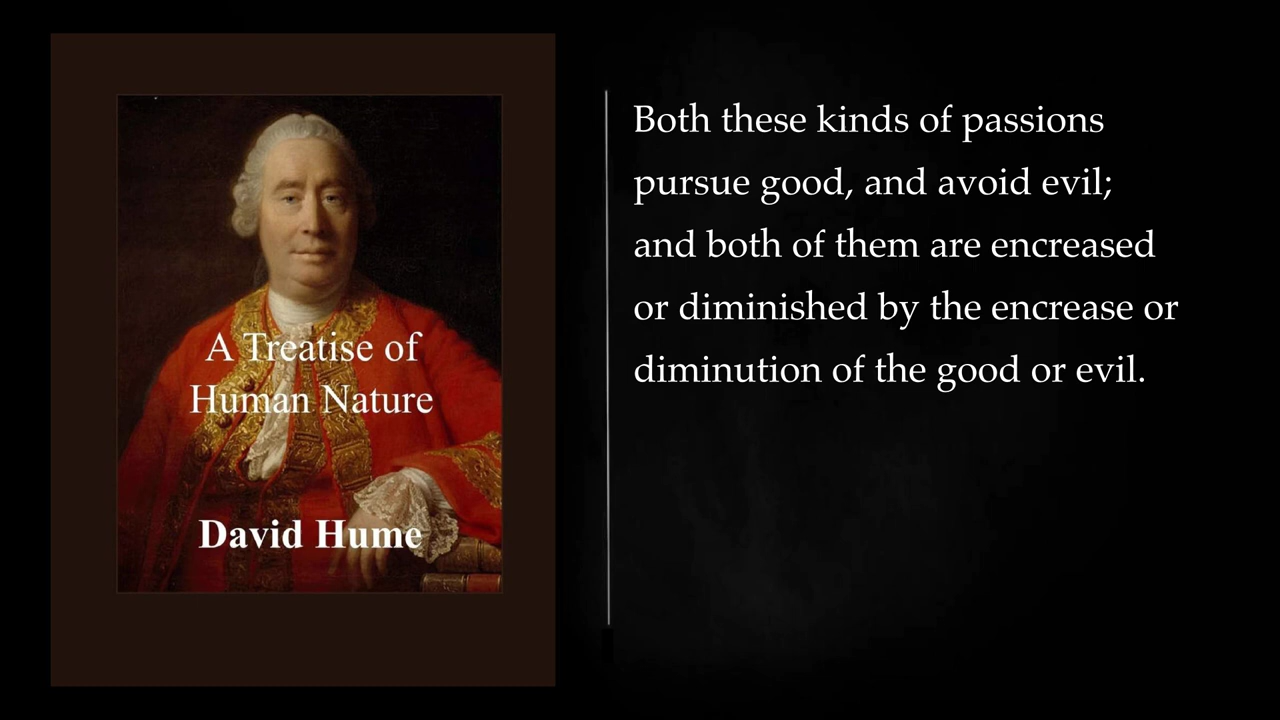 A Treatise of
Human Nature
David Hume
Both these kinds of passions
pursue good, and avoid evil;
and both of them are encreased
or diminished by the encrease or
diminution of the good or evil.